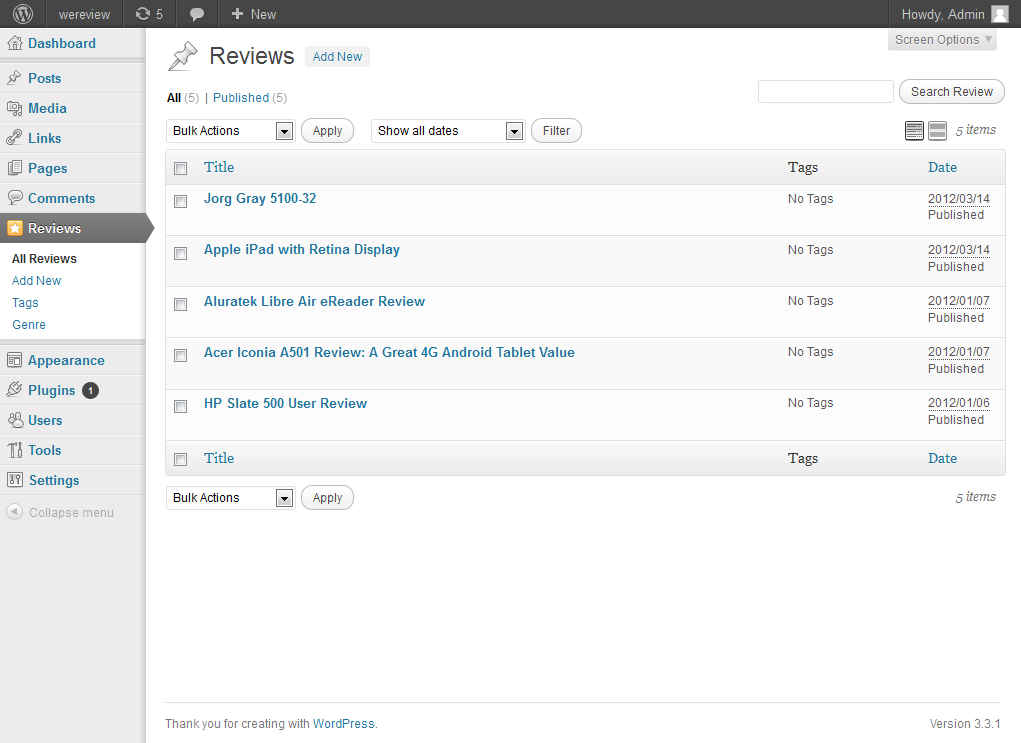 wereview 5 New Howdy, Admin
Screen Options
Dashboard
Posts
Media
Links
Pages
Comments
Reviews
All Reviews
Add New
Tags
Genre
Appearance
Plugins 1
Users
Tools
Settings
Collapse menu
Reviews Add New
All (5) | Published (5)
Search Review
Bulk Actions Apply Show all dates Filter 5 items
Title Tags Date
Jorg Gray 5100-32 No Tags 2012/03/14
Published
Apple iPad with Retina Display No Tags 2012/03/14
Published
Aluratek Libre Air eReader Review No Tags 2012/01/07
Published
Acer Iconia A501 Review: A Great 4G Android Tablet Value No Tags 2012/01/07
Published
HP Slate 500 User Review No Tags 2012/01/06
Published
Title Tags Date
Bulk Actions Apply 5 items
Thank you for creating with WordPress. Version 3.3.1